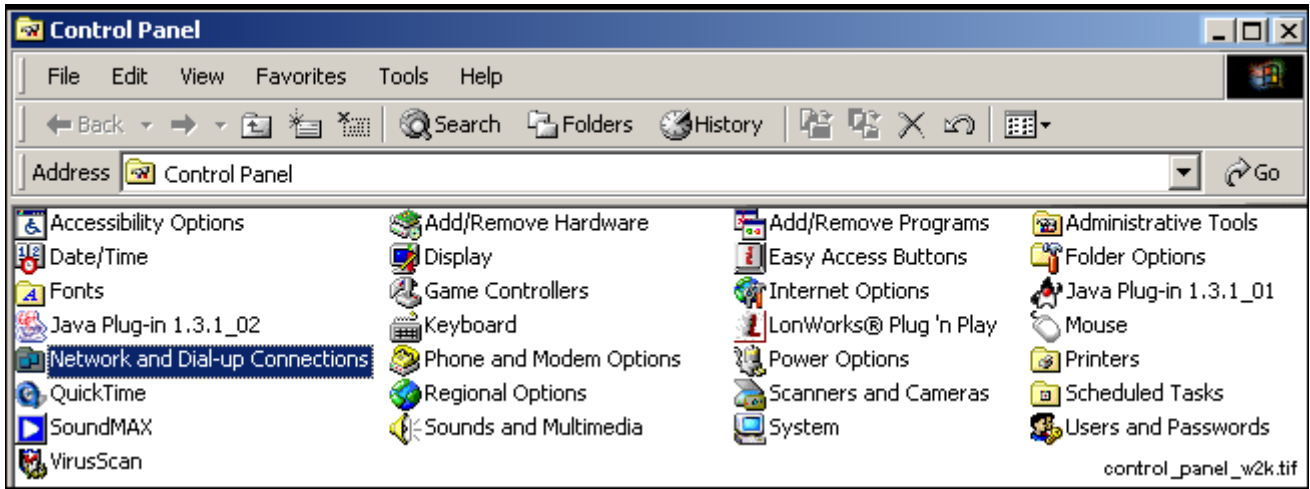 Control Panel
File Edit View Favorites Tools Help
Back Search Folders History
Address Control Panel Go
Accessibility Options Add/Remove Hardware Add/Remove Programs Administrative Tools
Date/Time Display Easy Access Buttons Folder Options
Fonts Game Controllers Internet Options Java Plug-in 1.3.1_01
Java Plug-in 1.3.1_02 Keyboard LonWorks® Plug 'n Play Mouse
Network and Dial-up Connections Phone and Modem Options Power Options Printers
QuickTime Regional Options Scanners and Cameras Scheduled Tasks
SoundMAX Sounds and Multimedia System Users and Passwords
VirusScan control_panel_w2k.tif